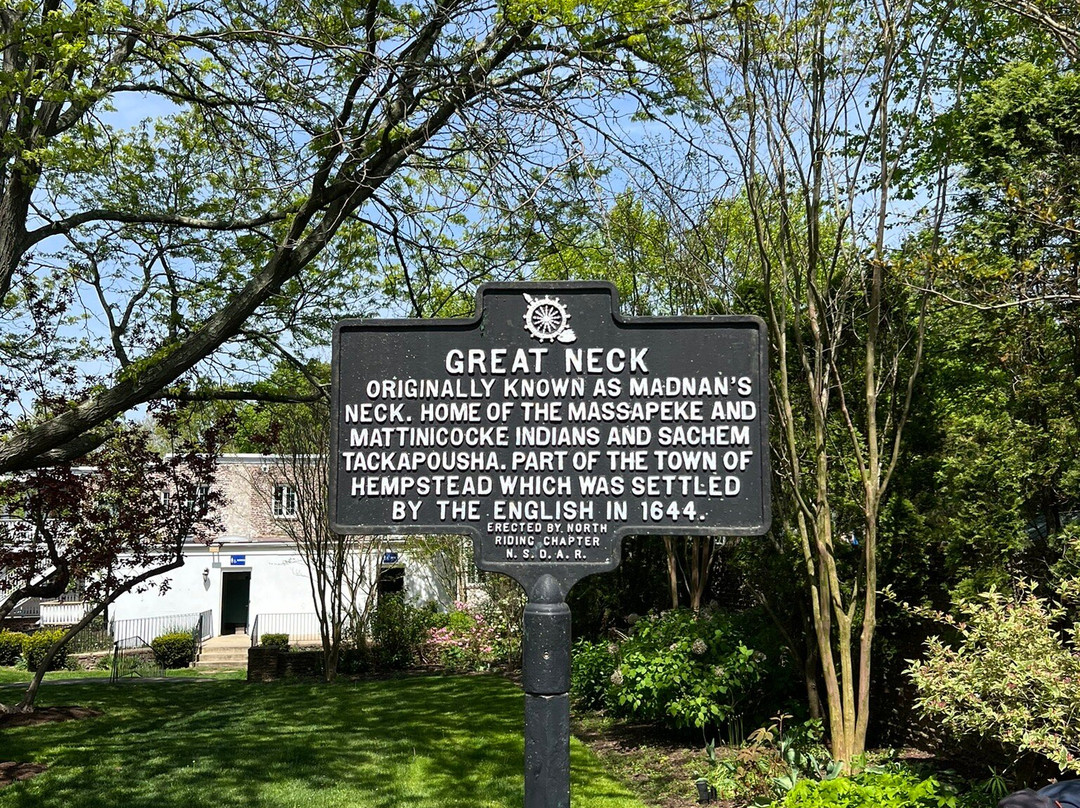 GREAT NECK
ORIGINALLY KNOWN AS MADNAN'S
NECK. HOME OF THE MASSAPEKE AND
MATTINICOCKE INDIANS AND SACHEM
TACKAPOUSHA. PART OF THE TOWN OF
HEMPSTEAD WHICH WAS SETTLED
BY THE ENGLISH IN 1644.
ERECTED BY NORTH
RIDING CHAPTER
N. S. D. A. R.